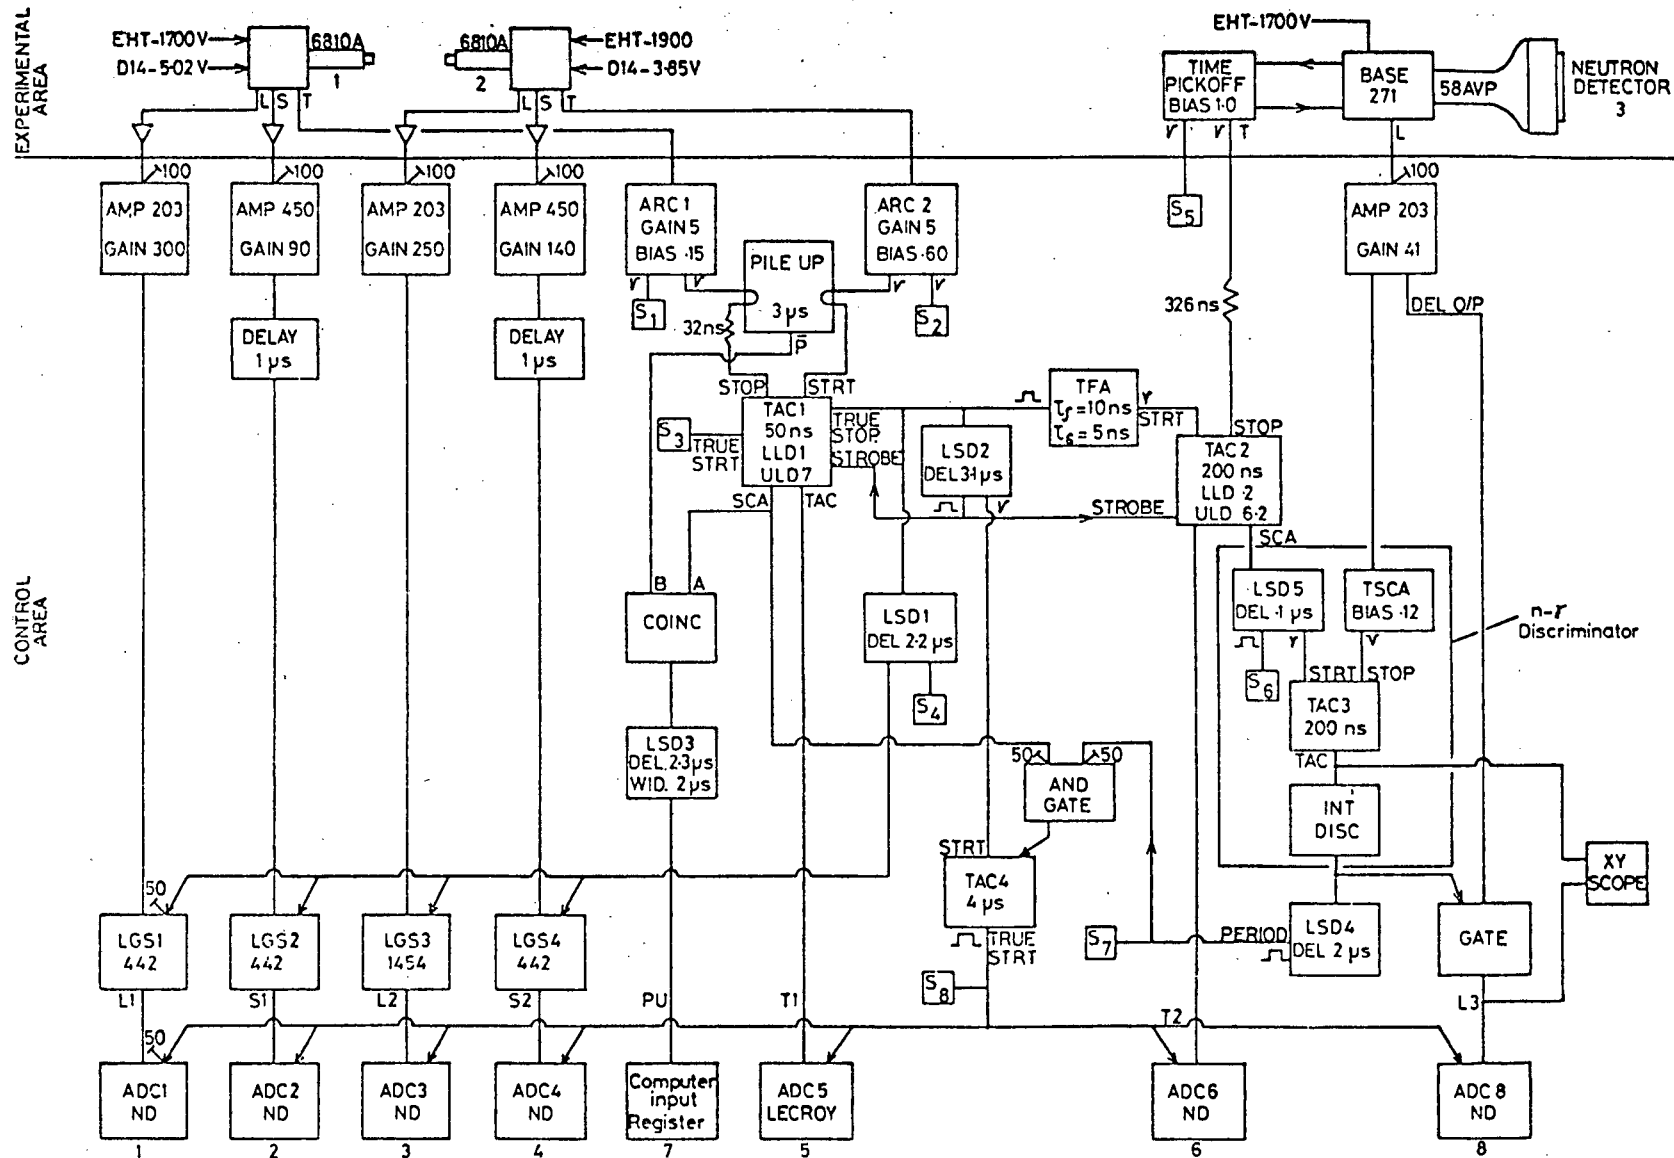 EXPERIMENTAL
AREA
CONTROL
AREA
EHT-1700V
D14-5·02 V
6810A
1
L S T
6810A
2
EHT-1900
D14-3·85V
L S T
EHT-1700V
TIME
PICKOFF
BIAS 1·0
γ γ T
BASE
271
L
58AVP
NEUTRON
DETECTOR
3
100
AMP 203
GAIN 300
100
AMP 450
GAIN 90
100
AMP 203
GAIN 250
100
AMP 450
GAIN 140
ARC 1
GAIN 5
BIAS ·15
γ γ
S1
PILE UP
3 μs
P̅
32ns
ARC 2
GAIN 5
BIAS ·60
γ γ
S2
S5
100
AMP 203
GAIN 41
DEL O/P
326 ns
DELAY
1 μs
DELAY
1 μs
STOP
STRT
TAC1
50 ns
LLD1
ULD7
S3
TRUE
STRT
TRUE
STOP
STROBE
SCA
TAC
LSD2
DEL 3·1 μs
γ
TFA
τf = 10 ns
τs = 5 ns
γ
STRT
STOP
TAC2
200 ns
LLD ·2
ULD 6·2
STROBE
SCA
B A
COINC
LSD1
DEL 2·2 μs
S4
LSD5
DEL ·1 μs
γ
S6
TSCA
BIAS ·12
γ
n-γ
Discriminator
STRT
STOP
TAC3
200 ns
TAC
LSD3
DEL. 2·3 μs
WID. 2 μs
50
50
AND
GATE
INT
DISC
XY
SCOPE
STRT
TAC4
4 μs
TRUE
STRT
S8
S7
PERIOD
LSD4
DEL 2 μs
GATE
50
LGS1
442
LGS2
442
LGS3
1454
LGS4
442
L1
S1
L2
S2
PU
T1
T2
L3
50
ADC1
ND
1
ADC2
ND
2
ADC3
ND
3
ADC4
ND
4
Computer
input
Register
7
ADC5
LECROY
5
ADC6
ND
6
ADC8
ND
8